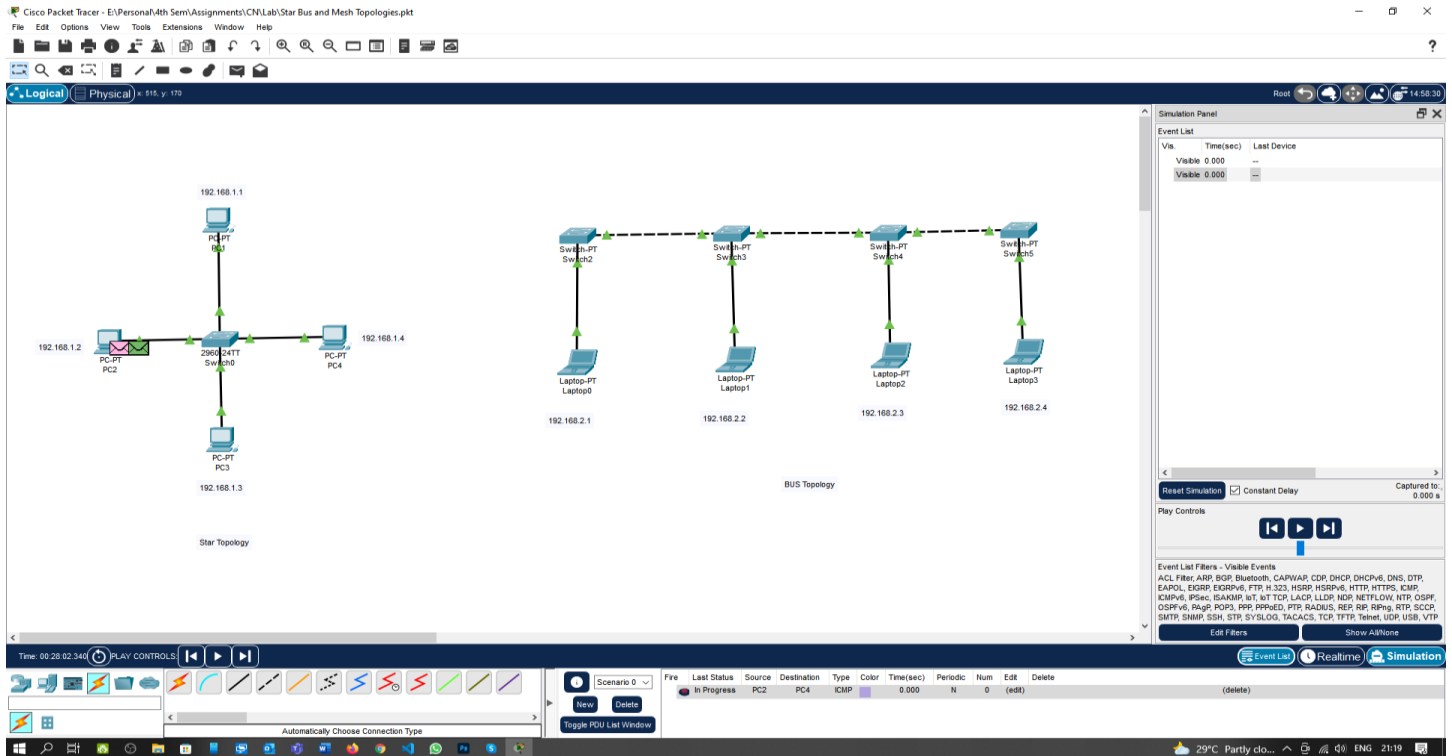 Cisco Packet Tracer - E:\Personal\4th Sem\Assignments\CN\Lab\Star Bus and Mesh Topologies.pkt
File Edit Options View Tools Extensions Window Help
?
Logical Physical x: 515, y: 170
Root 14:58:30
Simulation Panel
Event List
Vis. Time(sec) Last Device
Visible 0.000 --
Visible 0.000 --
192.168.1.1
PC-PT
PC1
192.168.1.2
PC-PT
PC2
2960-24TT
Switch0
192.168.1.4
PC-PT
PC4
PC-PT
PC3
192.168.1.3
Star Topology
Switch-PT
Switch2
Switch-PT
Switch3
Switch-PT
Switch4
Switch-PT
Switch5
Laptop-PT
Laptop0
Laptop-PT
Laptop1
Laptop-PT
Laptop2
Laptop-PT
Laptop3
192.168.2.1
192.168.2.2
192.168.2.3
192.168.2.4
BUS Topology
Reset Simulation Constant Delay
Captured to:
0.000 s
Play Controls
Event List Filters - Visible Events
ACL Filter, ARP, BGP, Bluetooth, CAPWAP, CDP, DHCP, DHCPv6, DNS, DTP,
EAPOL, EIGRP, EIGRPv6, FTP, H.323, HSRP, HSRPv6, HTTP, HTTPS, ICMP,
ICMPv6, IPSec, ISAKMP, IoT, IoT TCP, LACP, LLDP, NDP, NETFLOW, NTP, OSPF,
OSPFv6, PAgP, POP3, PPP, PPPoED, PTP, RADIUS, REP, RIP, RIPng, RTP, SCCP,
SMTP, SNMP, SSH, STP, SYSLOG, TACACS, TCP, TFTP, Telnet, UDP, USB, VTP
Edit Filters Show All/None
Time: 00:28:02.340 PLAY CONTROLS:
Event List Realtime Simulation
Scenario 0
New Delete
Toggle PDU List Window
Fire Last Status Source Destination Type Color Time(sec) Periodic Num Edit Delete
In Progress PC2 PC4 ICMP 0.000 N 0 (edit) (delete)
Automatically Choose Connection Type
29°C Partly clo... ENG 21:19